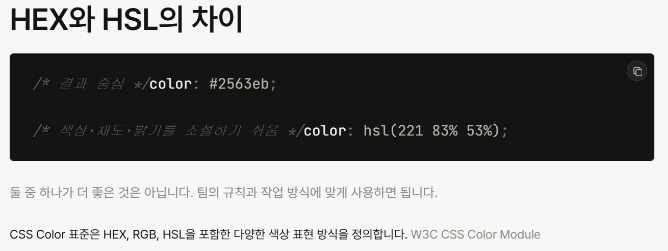 HEX와 HSL의 차이
/* 결과 중심 */color: #2563eb;
/* 색상·채도·밝기를 조절하기 쉬움 */color: hsl(221 83% 53%);
둘 중 하나가 더 좋은 것은 아닙니다. 팀의 규칙과 작업 방식에 맞게 사용하면 됩니다.
CSS Color 표준은 HEX, RGB, HSL을 포함한 다양한 색상 표현 방식을 정의합니다. W3C CSS Color Module